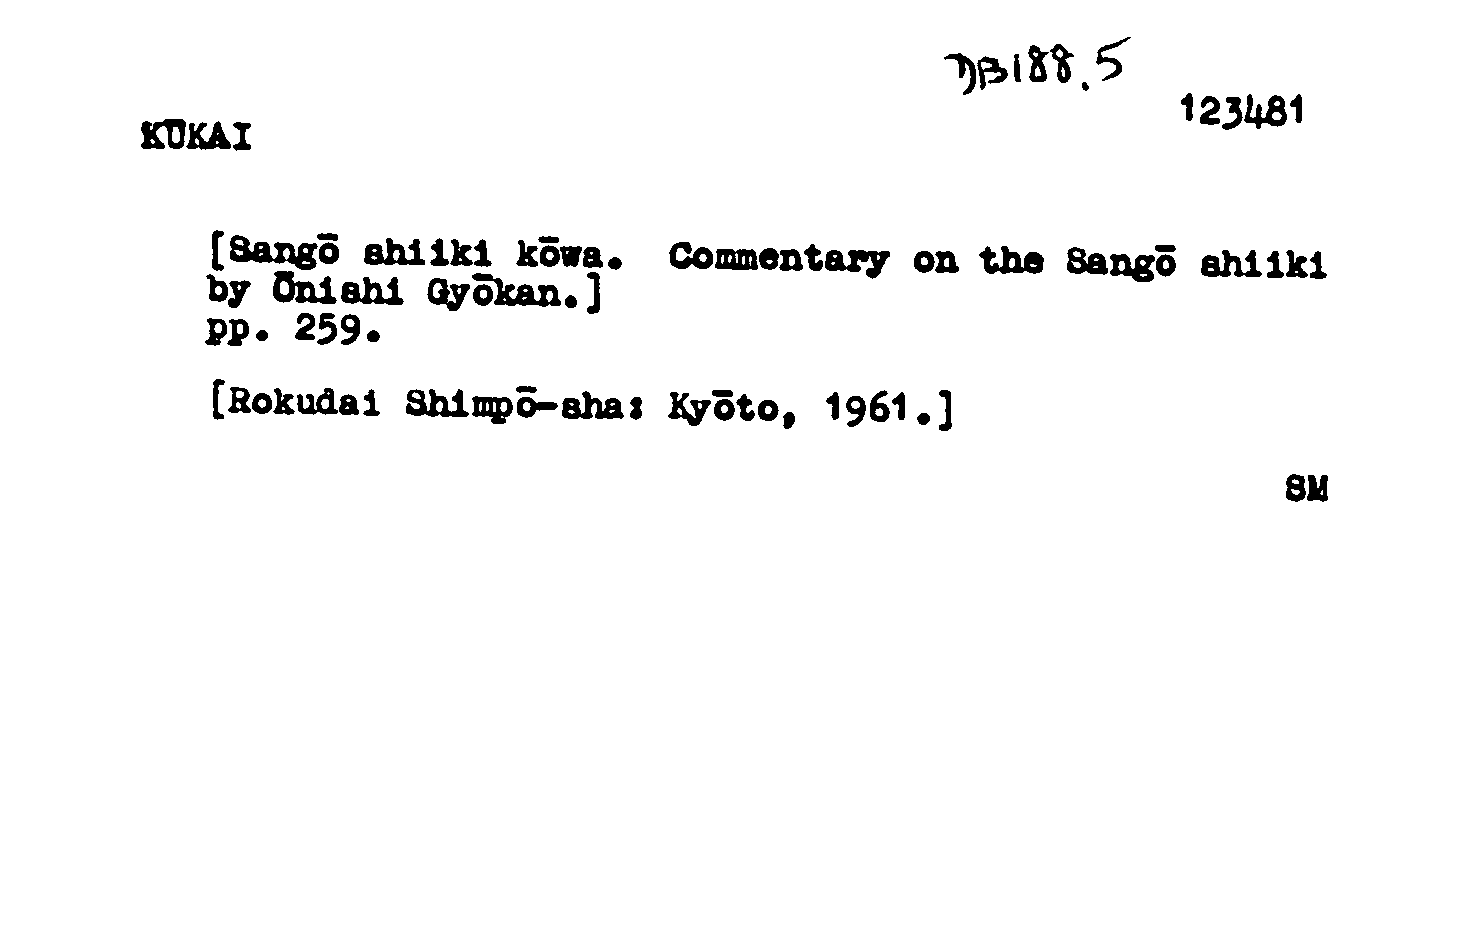 DB188.5
123481
KŪKAI
[Sangō shiiki kōwa. Commentary on the Sangō shiiki
by Ōnishi Gyōkan.]
pp. 259.
[Rokudai Shimpō-sha: Kyōto, 1961.]
SM